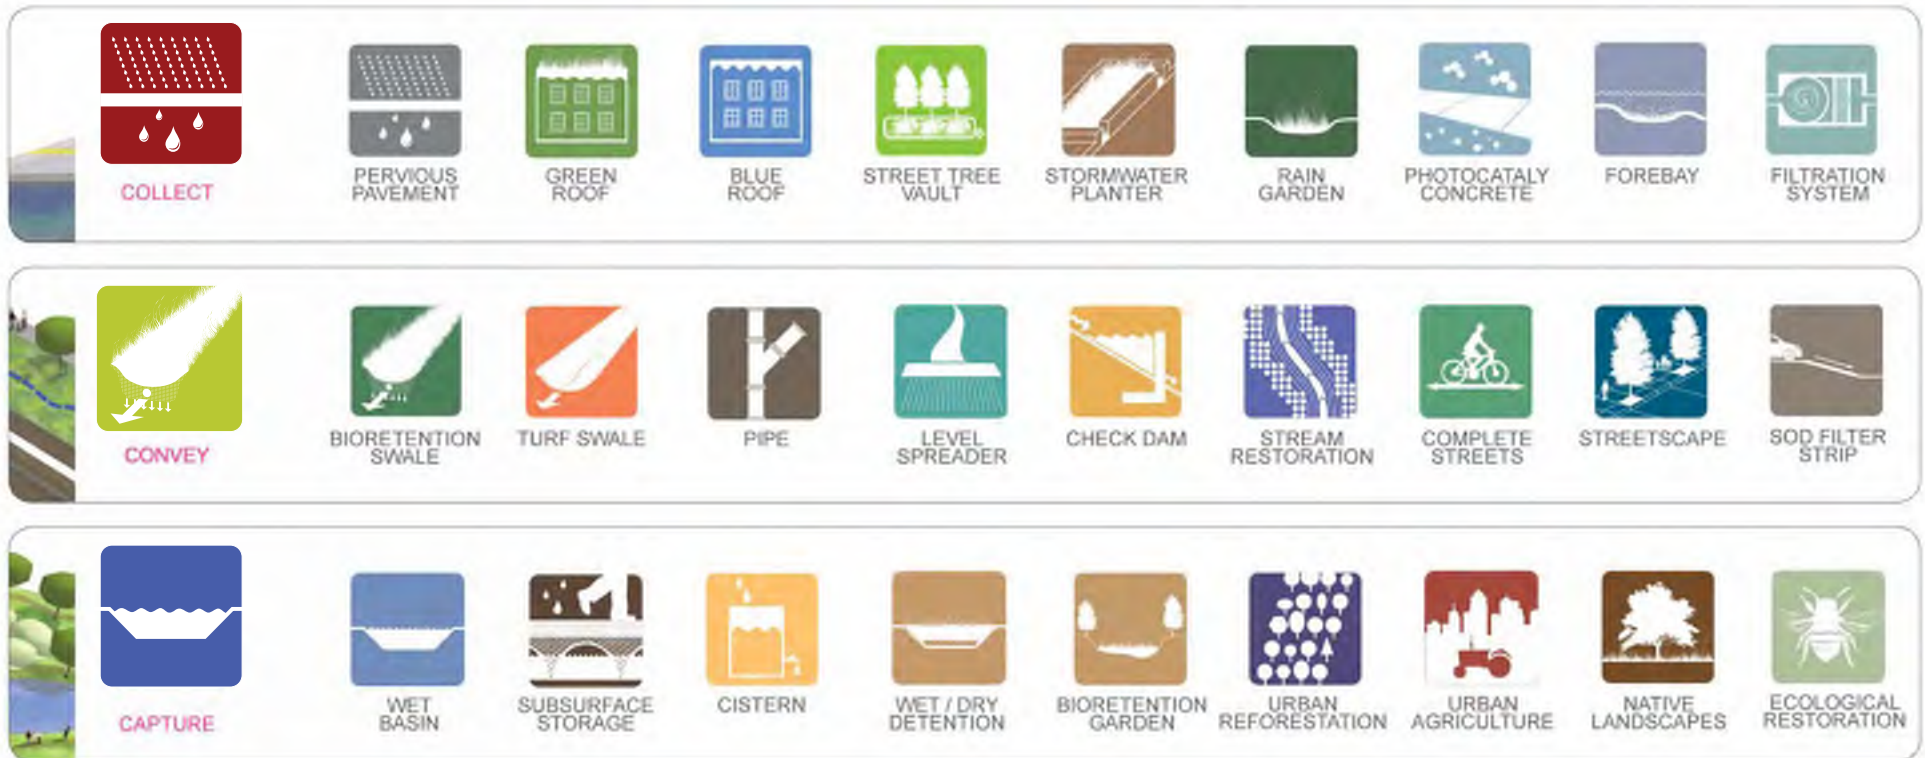 COLLECT
PERVIOUS
PAVEMENT
GREEN
ROOF
BLUE
ROOF
STREET TREE
VAULT
STORMWATER
PLANTER
RAIN
GARDEN
PHOTOCATALY
CONCRETE
FOREBAY
FILTRATION
SYSTEM
CONVEY
BIORETENTION
SWALE
TURF SWALE
PIPE
LEVEL
SPREADER
CHECK DAM
STREAM
RESTORATION
COMPLETE
STREETS
STREETSCAPE
SOD FILTER
STRIP
CAPTURE
WET
BASIN
SUBSURFACE
STORAGE
CISTERN
WET / DRY
DETENTION
BIORETENTION
GARDEN
URBAN
REFORESTATION
URBAN
AGRICULTURE
NATIVE
LANDSCAPES
ECOLOGICAL
RESTORATION